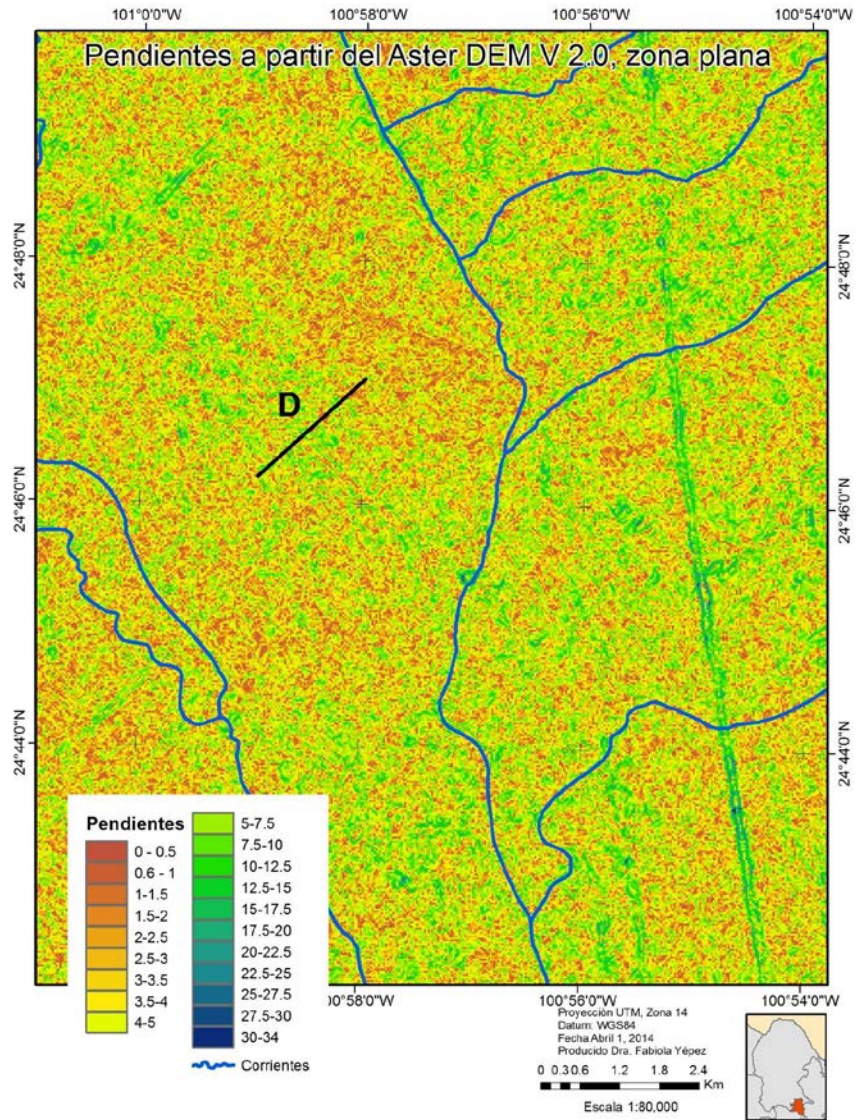 101°0'0"W 100°58'0"W 100°56'0"W 100°54'0"W
Pendientes a partir del Aster DEM V 2.0, zona plana
24°48'0"N 24°48'0"N
D
24°46'0"N 24°46'0"N
24°44'0"N 24°44'0"N
Pendientes
0 - 0.5
0.6 - 1
1-1.5
1.5-2
2-2.5
2.5-3
3-3.5
3.5-4
4-5
5-7.5
7.5-10
10-12.5
12.5-15
15-17.5
17.5-20
20-22.5
22.5-25
25-27.5
27.5-30
30-34
Corrientes
100°58'0"W 100°56'0"W 100°54'0"W
Proyección UTM, Zona 14
Datum: WGS84
Fecha Abril 1, 2014
Producido Dra. Fabiola Yépez
0 0.30.6 1.2 1.8 2.4
Km
Escala 1:80,000